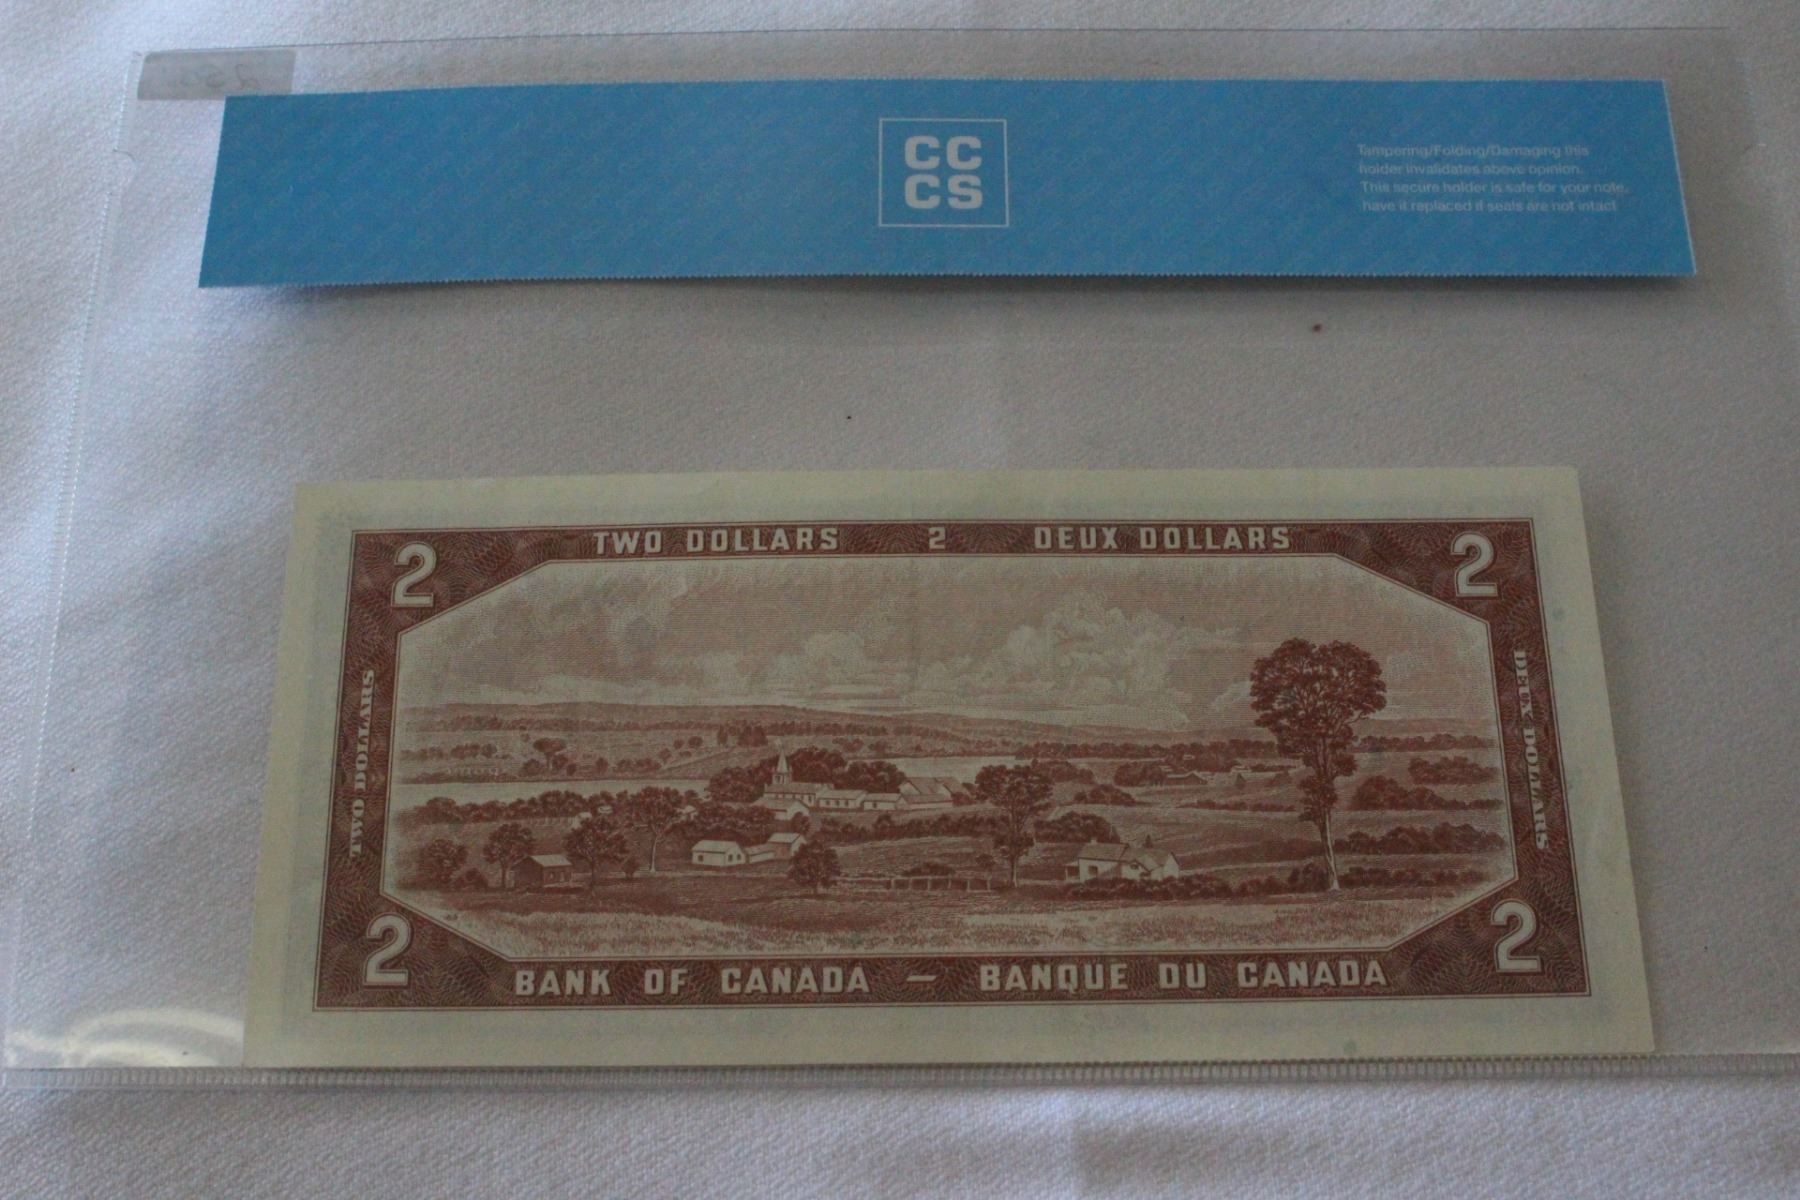 CC
CS
Tampering/Folding/Damaging this
holder invalidates above opinion.
This secure holder is safe for your note,
have it replaced if seals are not intact
TWO DOLLARS 2 DEUX DOLLARS
2 2
TWO DOLLARS
DEUX DOLLARS
2 2
BANK OF CANADA — BANQUE DU CANADA